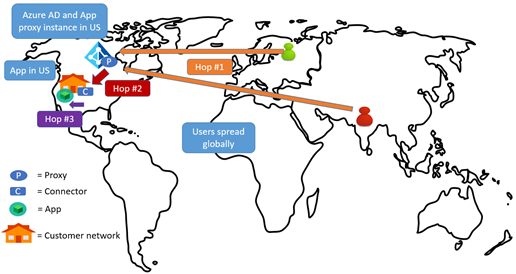 Azure AD and App
proxy instance in US
P
App in US
Hop #1
Hop #2
C
Hop #3
Users spread
globally
P = Proxy
C = Connector
= App
= Customer network